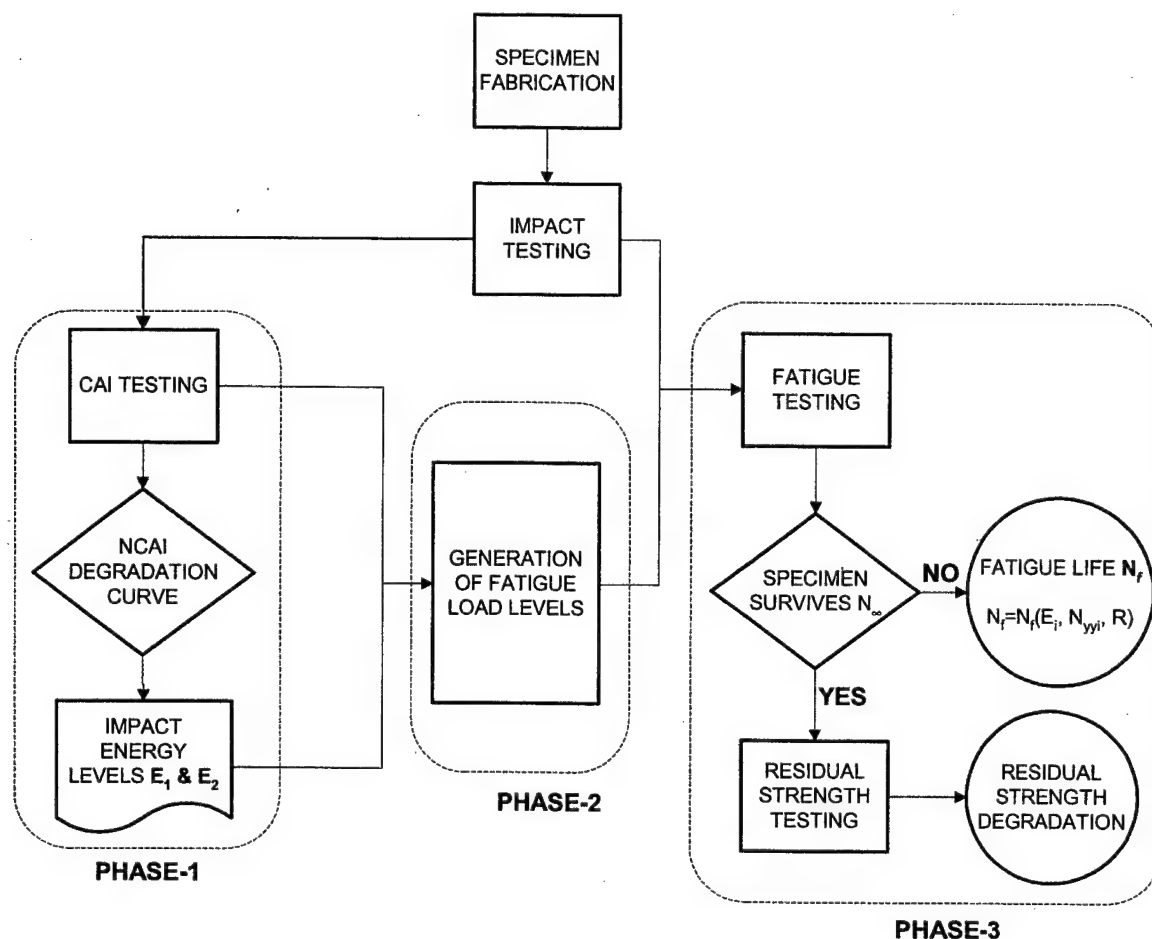 SPECIMEN
FABRICATION
IMPACT
TESTING
CAI TESTING
NCAI
DEGRADATION
CURVE
IMPACT
ENERGY
LEVELS E₁ & E₂
PHASE-1
GENERATION
OF FATIGUE
LOAD LEVELS
PHASE-2
FATIGUE
TESTING
SPECIMEN
SURVIVES N∞
NO
FATIGUE LIFE Nf
Nf=Nf(Ei, Nyyi, R)
YES
RESIDUAL
STRENGTH
TESTING
RESIDUAL
STRENGTH
DEGRADATION
PHASE-3